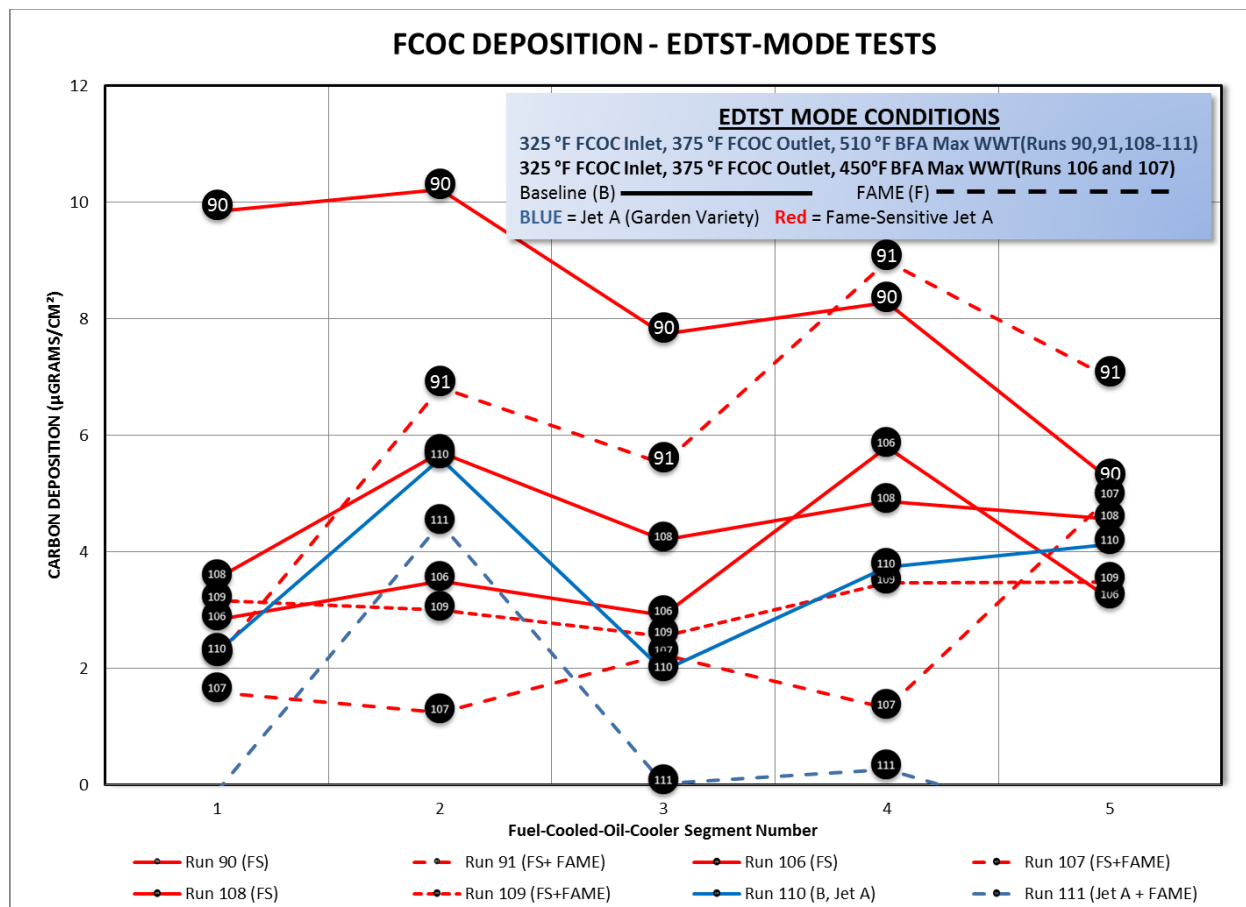 FCOC DEPOSITION - EDTST-MODE TESTS
EDTST MODE CONDITIONS
325 °F FCOC Inlet, 375 °F FCOC Outlet, 510 °F BFA Max WWT(Runs 90,91,108-111)
325 °F FCOC Inlet, 375 °F FCOC Outlet, 450°F BFA Max WWT(Runs 106 and 107)
Baseline (B) FAME (F)
BLUE = Jet A (Garden Variety) Red = Fame-Sensitive Jet A
CARBON DEPOSITION (µGRAMS/CM²)
12
10
8
6
4
2
0
90 90 90 90 90
91 91 91 91
106 106 106 106 106
107 107 107 107 107
108 108 108 108
109 109 109 109 109
110 110 110 110 110
111 111 111
1 2 3 4 5
Fuel-Cooled-Oil-Cooler Segment Number
Run 90 (FS) Run 91 (FS+ FAME) Run 106 (FS) Run 107 (FS+FAME)
Run 108 (FS) Run 109 (FS+FAME) Run 110 (B, Jet A) Run 111 (Jet A + FAME)